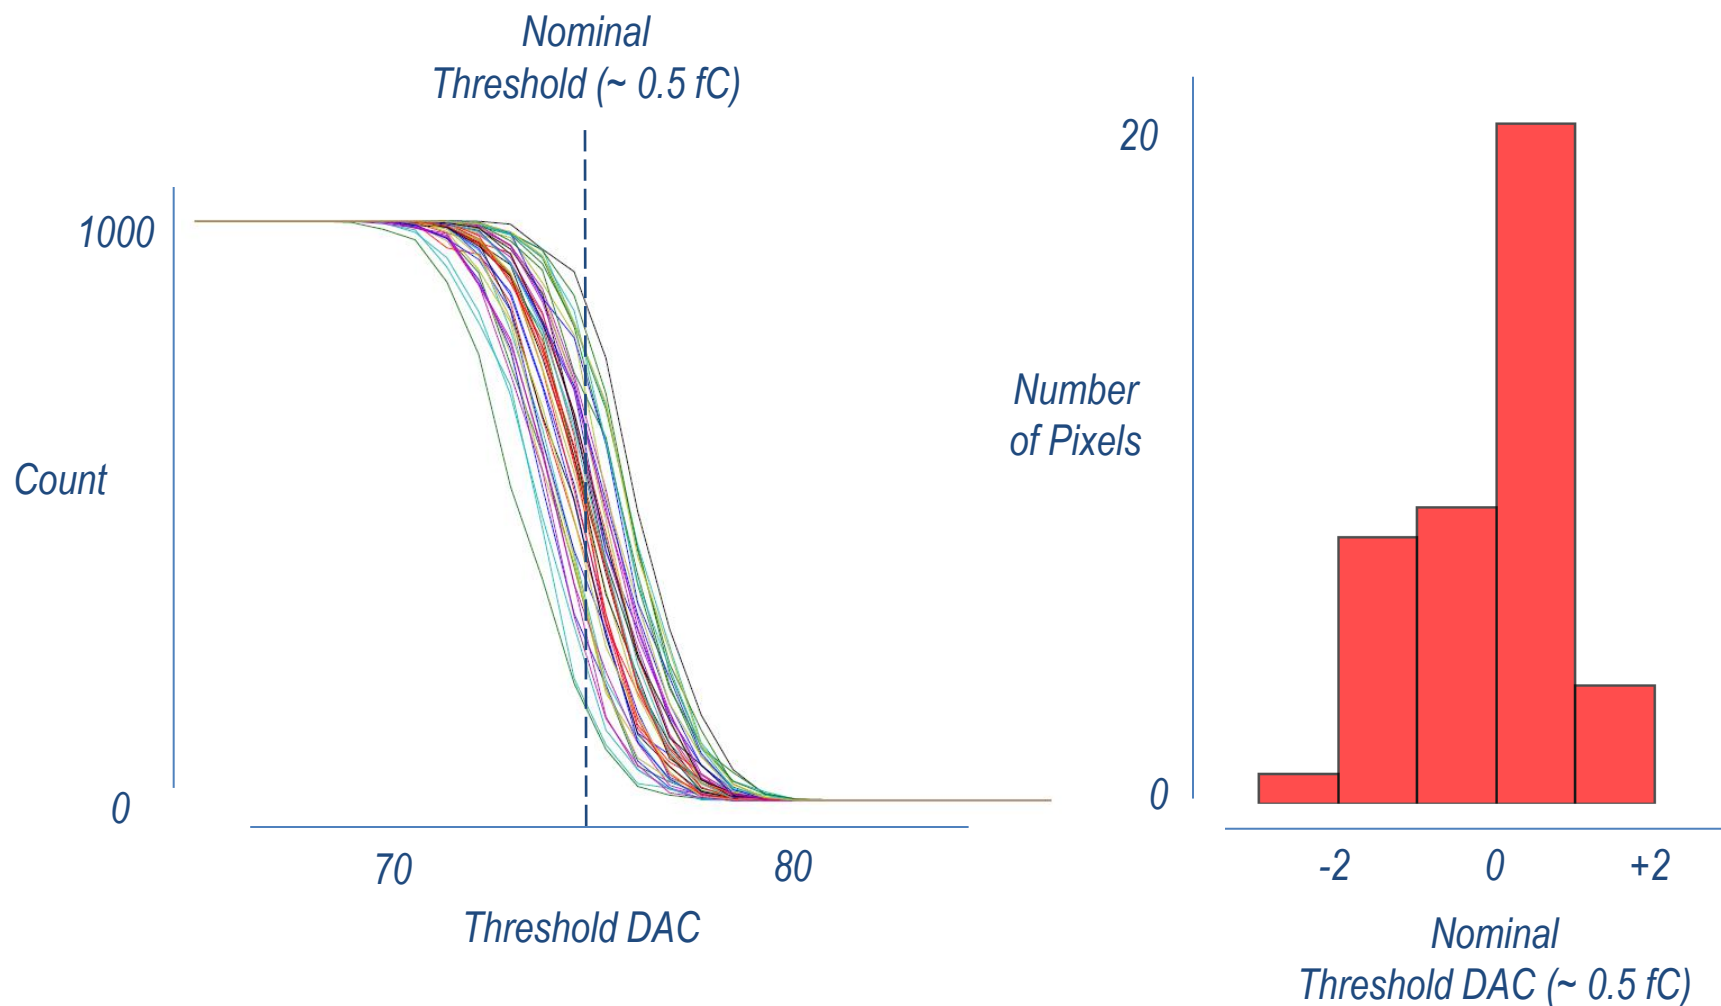 Nominal
Threshold (~ 0.5 fC)
1000
Count
0
70
80
Threshold DAC
20
Number
of Pixels
0
-2
0
+2
Nominal
Threshold DAC (~ 0.5 fC)